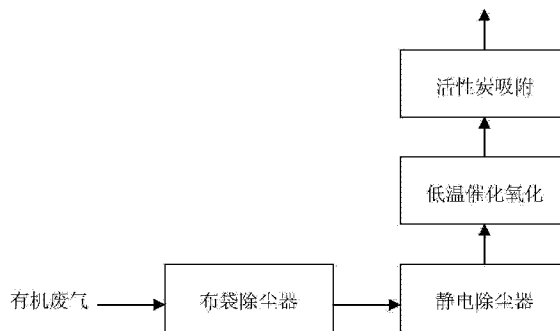 活性炭吸附
低温催化氧化
有机废气
布袋除尘器
静电除尘器